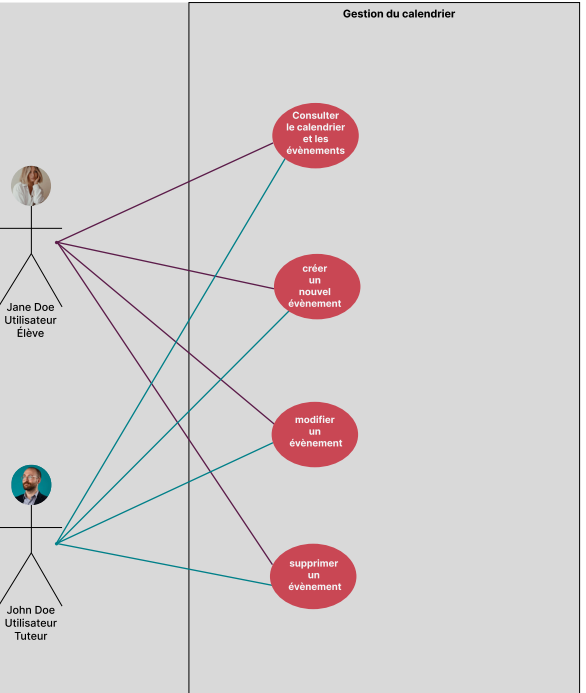 Gestion du calendrier
Consulter
le calendrier
et les
évènements
créer
un
nouvel
évènement
Jane Doe
Utilisateur
Élève
modifier
un
évènement
supprimer
un
évènement
John Doe
Utilisateur
Tuteur